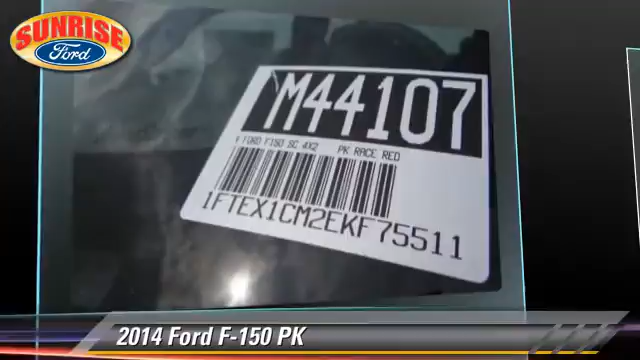 SUNRISE
Ford
M44107
F FORD F150 SC 4X2 PK RACE RED
1FTEX1CM2EKF75511
2014 Ford F-150 PK